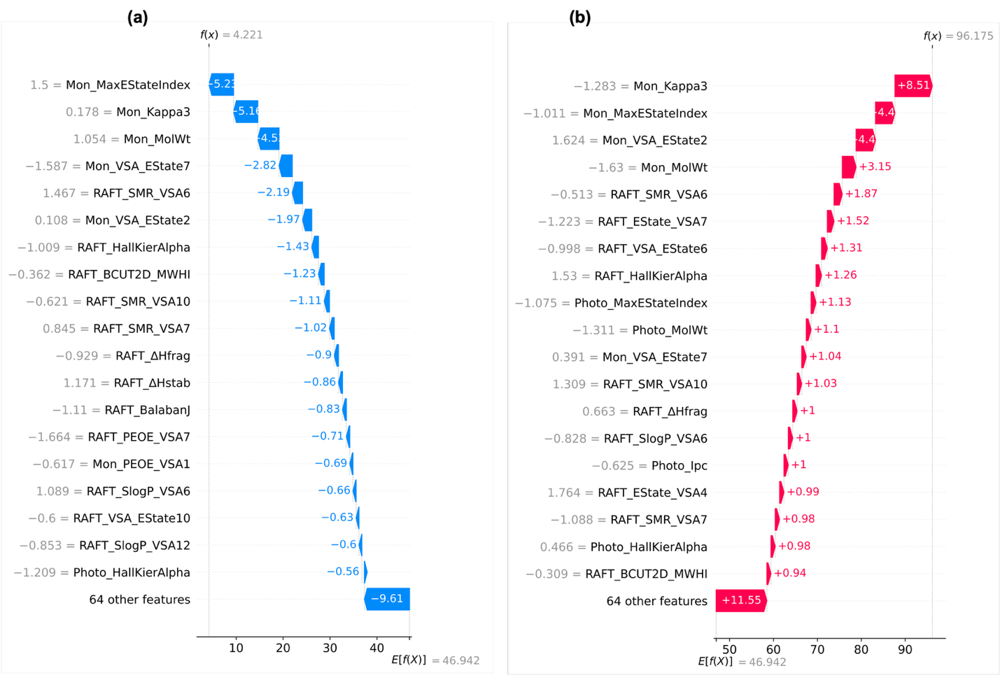 (a)
f(x) = 4.221
1.5 = Mon_MaxEStateIndex −5.23
0.178 = Mon_Kappa3 −5.16
1.054 = Mon_MolWt
−1.587 = Mon_VSA_EState7 −2.82
1.467 = RAFT_SMR_VSA6 −2.19
0.108 = Mon_VSA_EState2 −1.97
−1.009 = RAFT_HallKierAlpha −1.43
−0.362 = RAFT_BCUT2D_MWHI −1.23
−0.621 = RAFT_SMR_VSA10 −1.11
0.845 = RAFT_SMR_VSA7 −1.02
−0.929 = RAFT_ΔHfrag −0.9
1.171 = RAFT_ΔHstab −0.86
−1.11 = RAFT_BalabanJ −0.83
−1.664 = RAFT_PEOE_VSA7 −0.71
−0.617 = Mon_PEOE_VSA1 −0.69
1.089 = RAFT_SlogP_VSA6 −0.66
−0.6 = RAFT_VSA_EState10 −0.63
−0.853 = RAFT_SlogP_VSA12 −0.6
−1.209 = Photo_HallKierAlpha −0.56
64 other features −9.61
10 20 30 40
E[f(X)] = 46.942
(b)
f(x) = 96.175
−1.283 = Mon_Kappa3 +8.51
−1.011 = Mon_MaxEStateIndex
1.624 = Mon_VSA_EState2
−1.63 = Mon_MolWt +3.15
−0.513 = RAFT_SMR_VSA6 +1.87
−1.223 = RAFT_EState_VSA7 +1.52
−0.998 = RAFT_VSA_EState6 +1.31
1.53 = RAFT_HallKierAlpha +1.26
−1.075 = Photo_MaxEStateIndex +1.13
−1.311 = Photo_MolWt +1.1
0.391 = Mon_VSA_EState7 +1.04
1.309 = RAFT_SMR_VSA10 +1.03
0.663 = RAFT_ΔHfrag +1
−0.828 = RAFT_SlogP_VSA6 +1
−0.625 = Photo_Ipc +1
1.764 = RAFT_EState_VSA4 +0.99
−1.088 = RAFT_SMR_VSA7 +0.98
0.466 = Photo_HallKierAlpha +0.98
−0.309 = RAFT_BCUT2D_MWHI +0.94
64 other features +11.55
50 60 70 80 90
E[f(X)] = 46.942